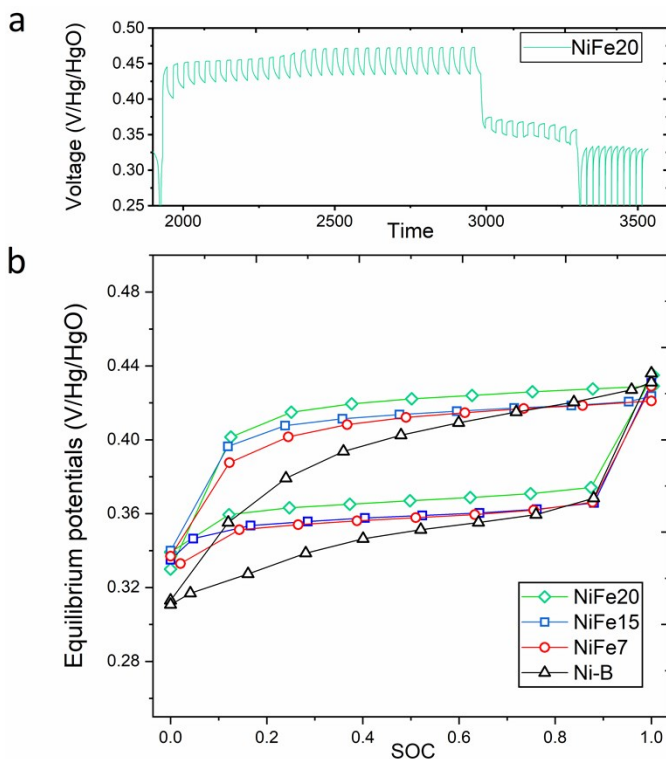 a
Voltage (V/Hg/HgO)
0.50
0.45
0.40
0.35
0.30
0.25
NiFe20
2000
2500
3000
3500
Time
b
Equilibrium potentials (V/Hg/HgO)
0.48
0.44
0.40
0.36
0.32
0.28
NiFe20
NiFe15
NiFe7
Ni-B
0.0
0.2
0.4
0.6
0.8
1.0
SOC